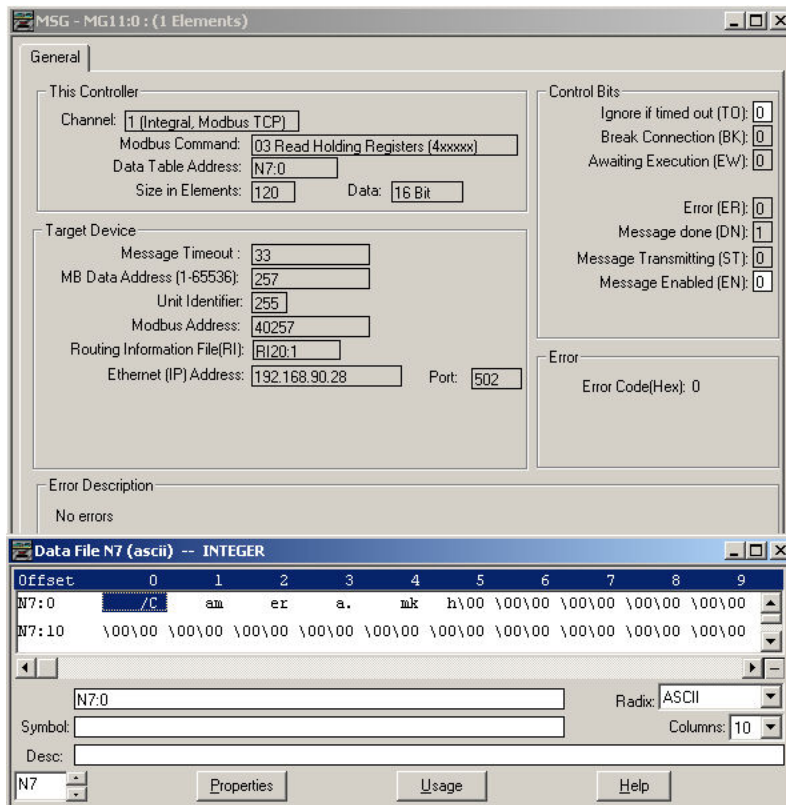 MSG - MG11:0 : (1 Elements)
General
This Controller
Channel: 1 (Integral, Modbus TCP)
Modbus Command: 03 Read Holding Registers (4xxxxx)
Data Table Address: N7:0
Size in Elements: 120 Data: 16 Bit
Target Device
Message Timeout : 33
MB Data Address (1-65536): 257
Unit Identifier: 255
Modbus Address: 40257
Routing Information File(RI): RI20:1
Ethernet (IP) Address: 192.168.90.28 Port: 502
Control Bits
Ignore if timed out (TO): 0
Break Connection (BK): 0
Awaiting Execution (EW): 0
Error (ER): 0
Message done (DN): 1
Message Transmitting (ST): 0
Message Enabled (EN): 0
Error
Error Code(Hex): 0
Error Description
No errors
Data File N7 (ascii) -- INTEGER
Offset 0 1 2 3 4 5 6 7 8 9
N7:0 /C am er a. mk h\00 \00\00 \00\00 \00\00 \00\00
N7:10 \00\00 \00\00 \00\00 \00\00 \00\00 \00\00 \00\00 \00\00 \00\00 \00\00
N7:0 Radix: ASCII
Symbol: Columns: 10
Desc:
N7 Properties Usage Help